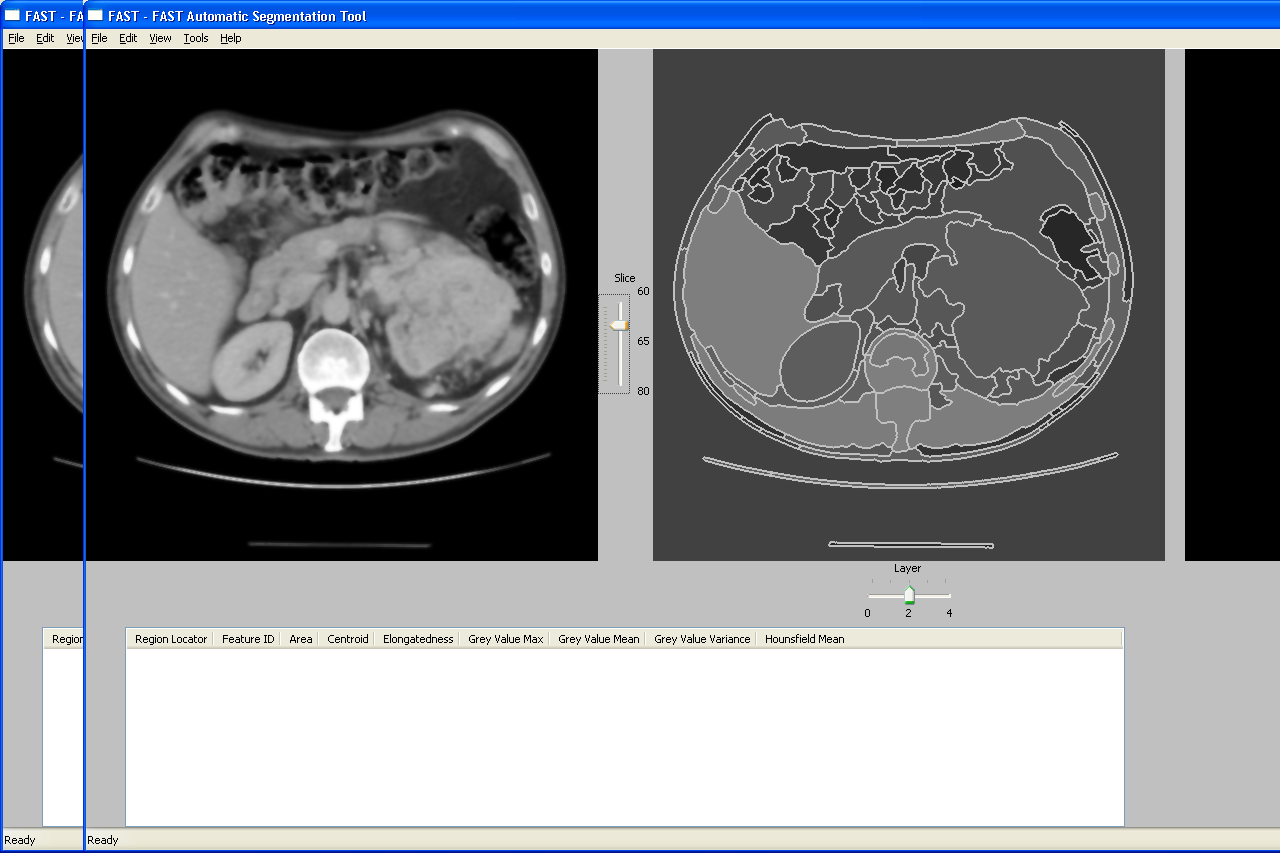 FAST - FA
FAST - FAST Automatic Segmentation Tool
File Edit View
File Edit View Tools Help
Slice
60
65
80
Layer
0 2 4
Region
Region Locator Feature ID Area Centroid Elongatedness Grey Value Max Grey Value Mean Grey Value Variance Hounsfield Mean
Ready
Ready